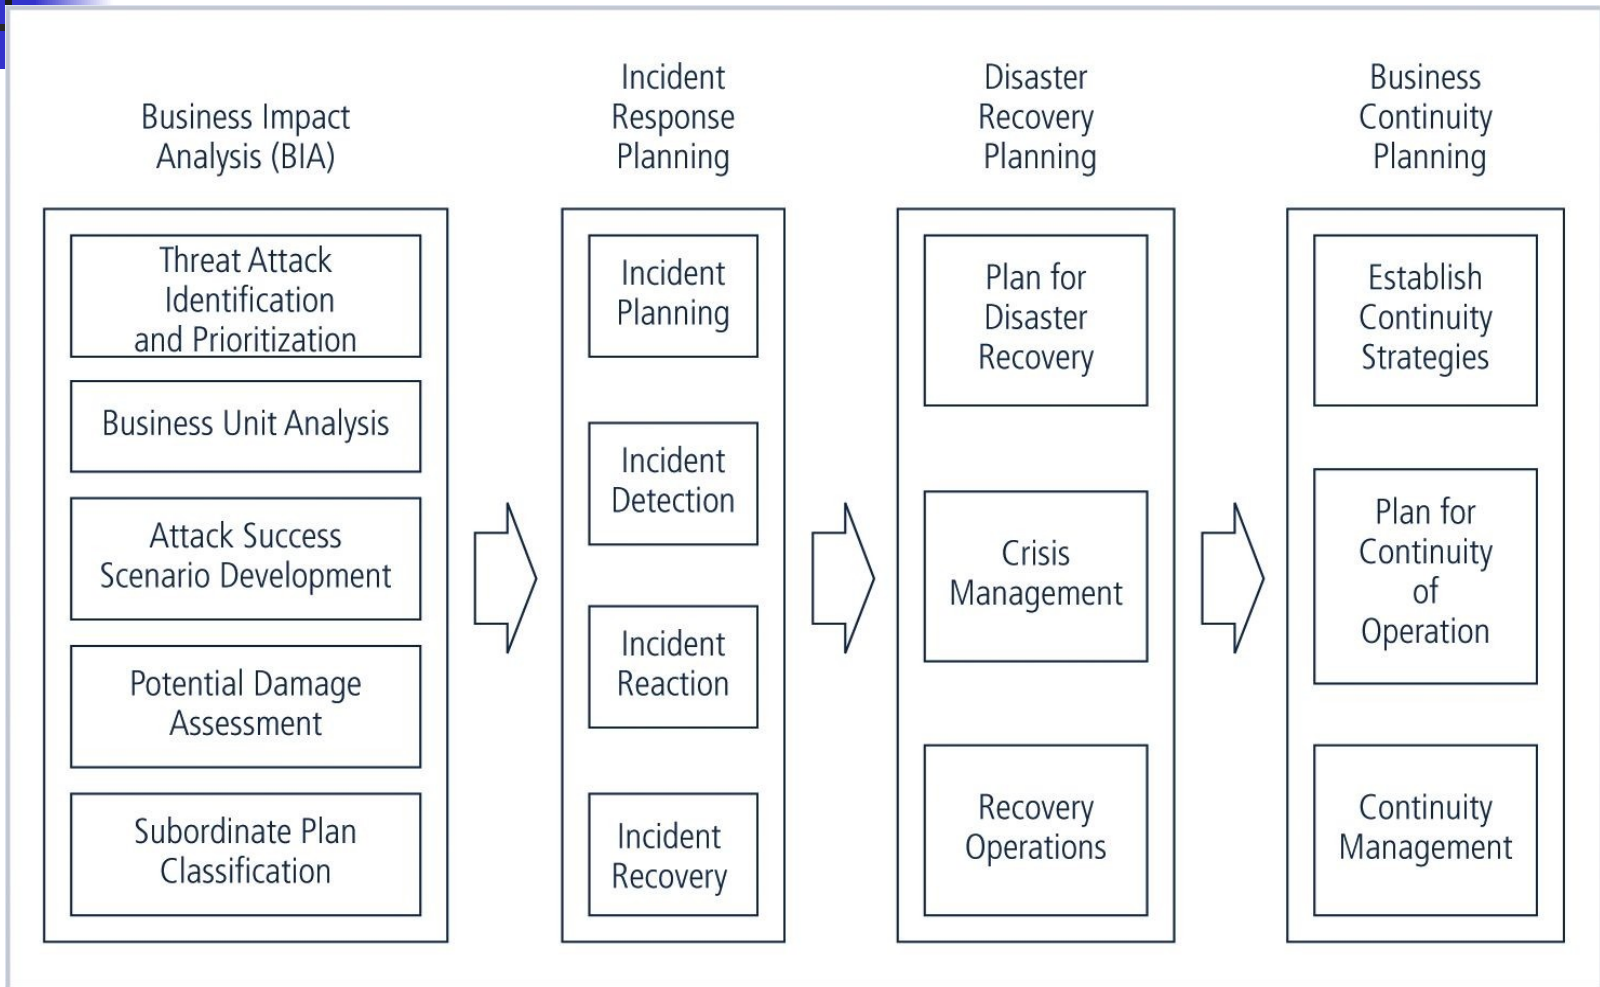 Business Impact
Analysis (BIA)
Threat Attack
Identification
and Prioritization
Business Unit Analysis
Attack Success
Scenario Development
Potential Damage
Assessment
Subordinate Plan
Classification
Incident
Response
Planning
Incident
Planning
Incident
Detection
Incident
Reaction
Incident
Recovery
Disaster
Recovery
Planning
Plan for
Disaster
Recovery
Crisis
Management
Recovery
Operations
Business
Continuity
Planning
Establish
Continuity
Strategies
Plan for
Continuity
of
Operation
Continuity
Management